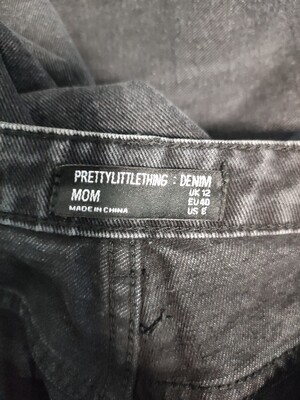 PRETTYLITTLETHING : DENIM
MOM
UK 12
EU 40
US 8
MADE IN CHINA